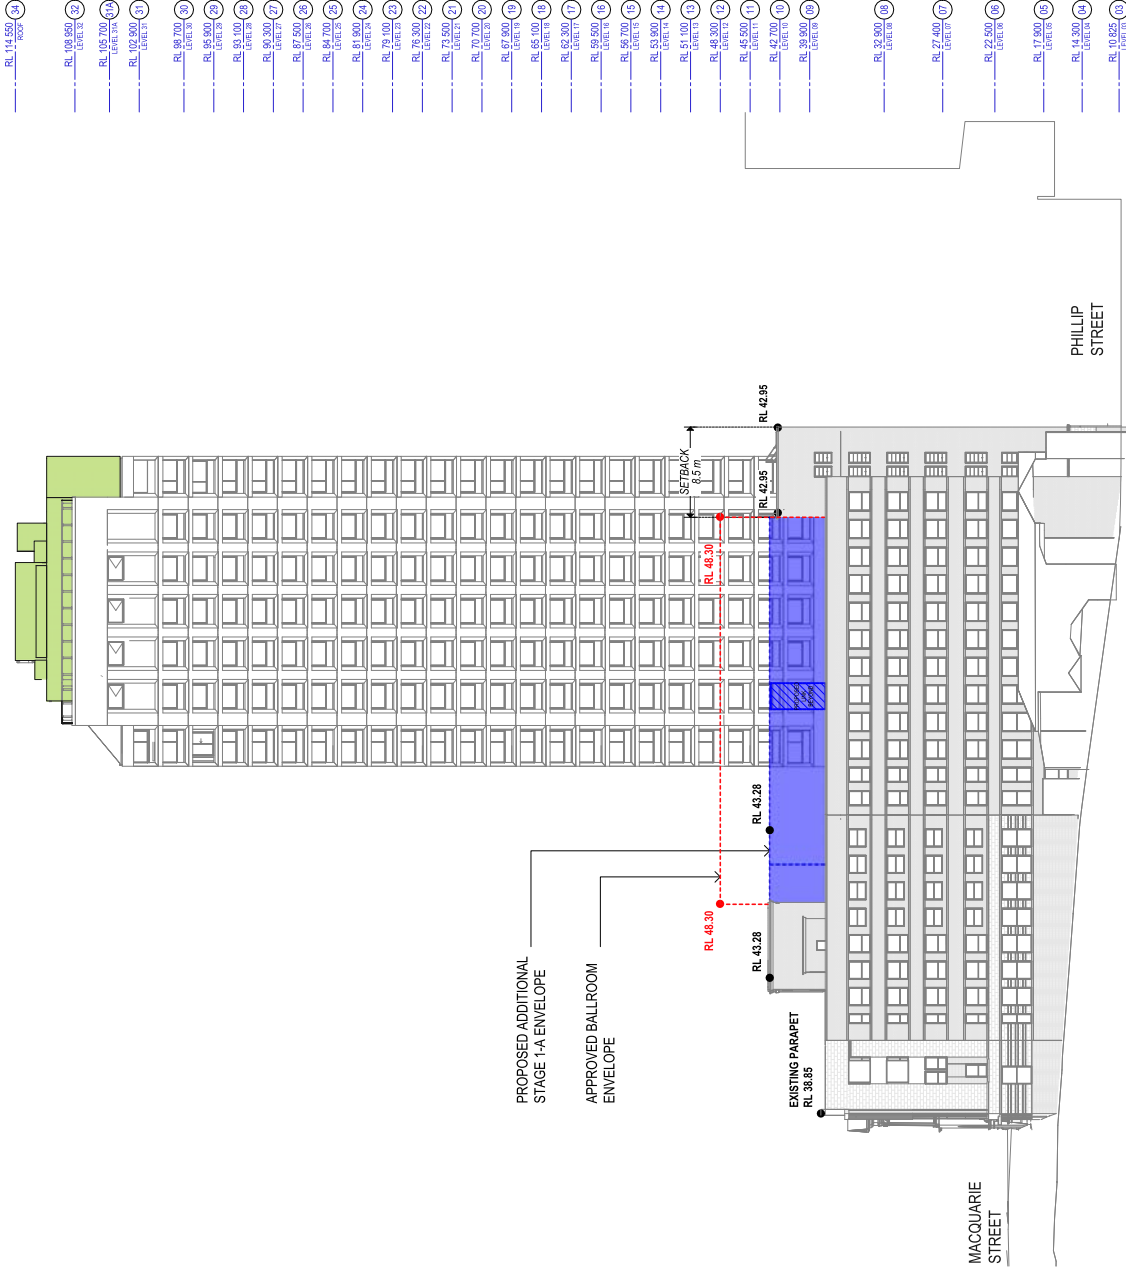 RL 114 550
ROOF
34
RL 108 950
LEVEL 32
32
RL 105 700
LEVEL 31A
31A
RL 102 900
LEVEL 31
31
RL 98 700
LEVEL 30
30
RL 95 900
LEVEL 29
29
RL 93 100
LEVEL 28
28
RL 90 300
LEVEL 27
27
RL 87 500
LEVEL 26
26
RL 84 700
LEVEL 25
25
RL 81 900
LEVEL 24
24
RL 79 100
LEVEL 23
23
RL 76 300
LEVEL 22
22
RL 73 500
LEVEL 21
21
RL 70 700
LEVEL 20
20
RL 67 900
LEVEL 19
19
RL 65 100
LEVEL 18
18
RL 62 300
LEVEL 17
17
RL 59 500
LEVEL 16
16
RL 56 700
LEVEL 15
15
RL 53 900
LEVEL 14
14
RL 51 100
LEVEL 13
13
RL 48 300
LEVEL 12
12
RL 45 500
LEVEL 11
11
RL 42 700
LEVEL 10
10
RL 39 900
LEVEL 09
09
RL 32 900
LEVEL 08
08
RL 27 400
LEVEL 07
07
RL 22 500
LEVEL 06
06
RL 17 900
LEVEL 05
05
RL 14 300
LEVEL 04
04
RL 10 825
LEVEL 03
03
PROPOSED ADDITIONAL
STAGE 1-A ENVELOPE
APPROVED BALLROOM
ENVELOPE
RL 48.30
RL 48.30
SETBACK
8.5 m
RL 42.95
RL 42.95
RL 43.28
RL 43.28
EXISTING PARAPET
RL 38.85
MACQUARIE
STREET
PHILLIP
STREET